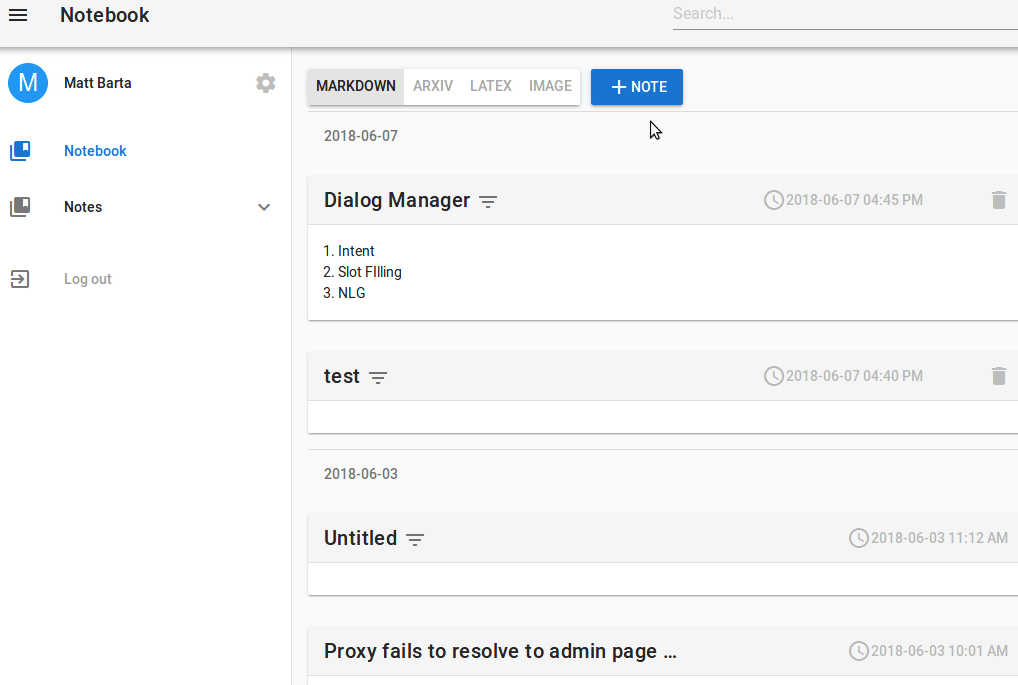 Notebook
Search...
M
Matt Barta
Notebook
Notes
Log out
MARKDOWN ARXIV LATEX IMAGE + NOTE
2018-06-07
Dialog Manager 2018-06-07 04:45 PM
1. Intent
2. Slot FIlling
3. NLG
test 2018-06-07 04:40 PM
2018-06-03
Untitled 2018-06-03 11:12 AM
Proxy fails to resolve to admin page ... 2018-06-03 10:01 AM